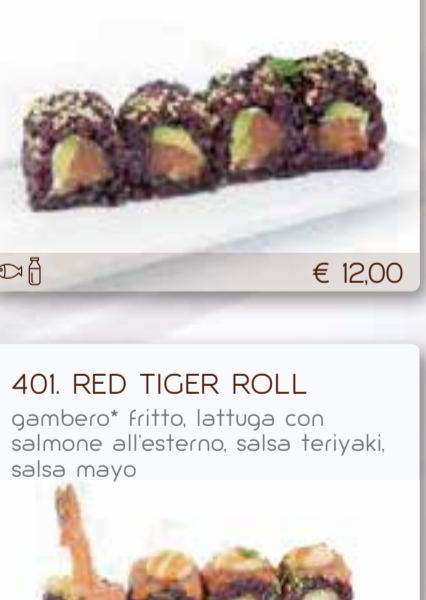 € 12,00
401. RED TIGER ROLL
gambero* fritto, lattuga con
salmone all'esterno, salsa teriyaki,
salsa mayo